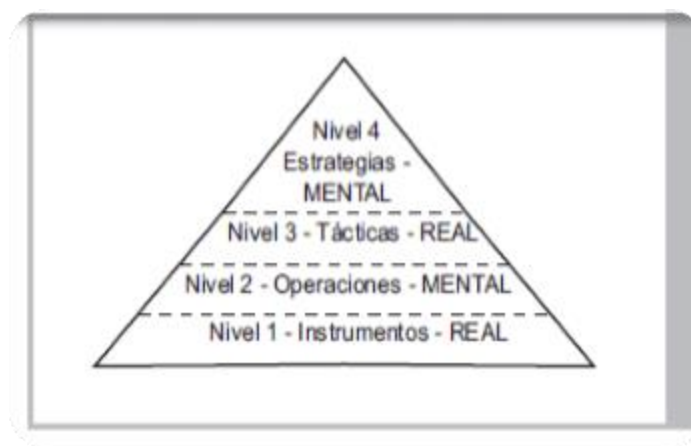 Nivel 4
Estrategias -
MENTAL
Nivel 3 - Tácticas - REAL
Nivel 2 - Operaciones - MENTAL
Nivel 1 - Instrumentos - REAL